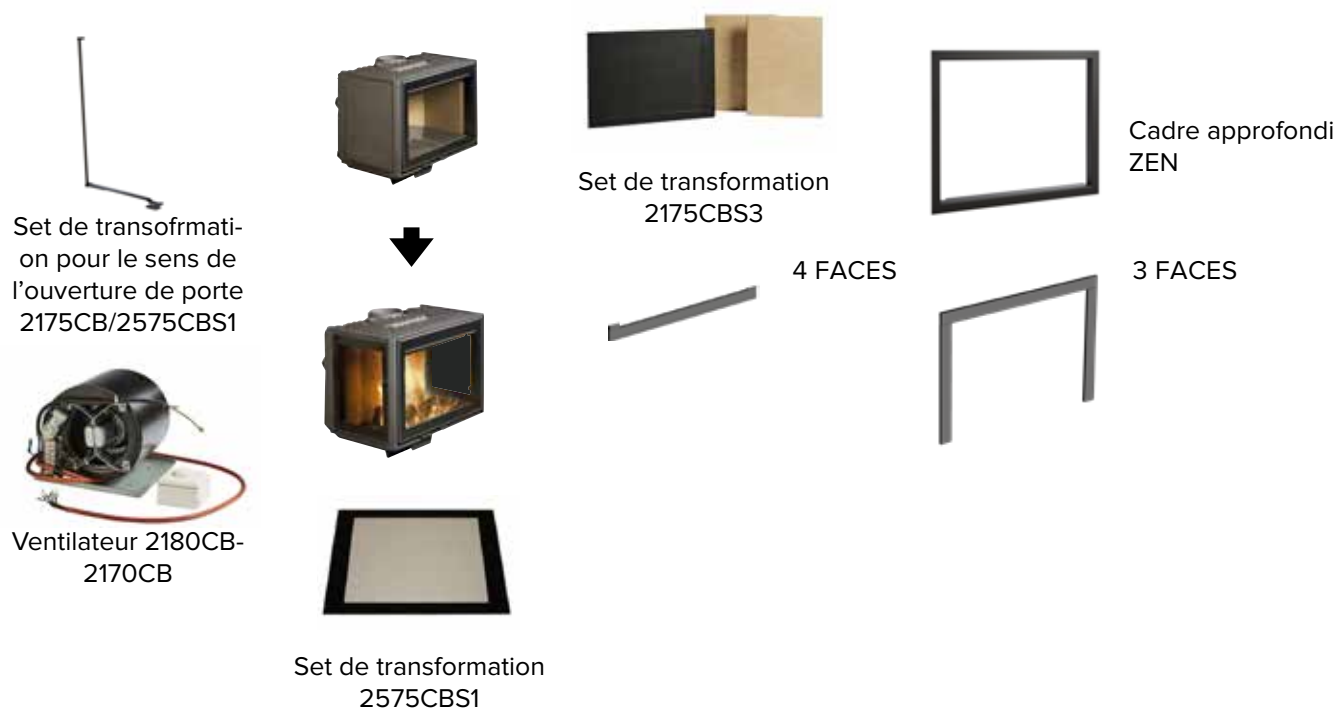 Set de transofrmati-
on pour le sens de
l'ouverture de porte
2175CB/2575CBS1
Ventilateur 2180CB-
2170CB
Set de transformation
2575CBS1
Set de transformation
2175CBS3
4 FACES
Cadre approfondi
ZEN
3 FACES